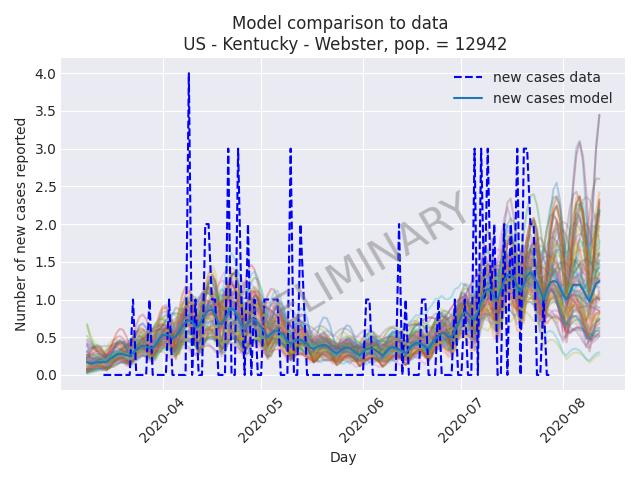 Model comparison to data
US - Kentucky - Webster, pop. = 12942
new cases data
new cases model
Number of new cases reported
4.0
3.5
3.0
2.5
2.0
1.5
1.0
0.5
0.0
2020-04
2020-05
2020-06
2020-07
2020-08
Day